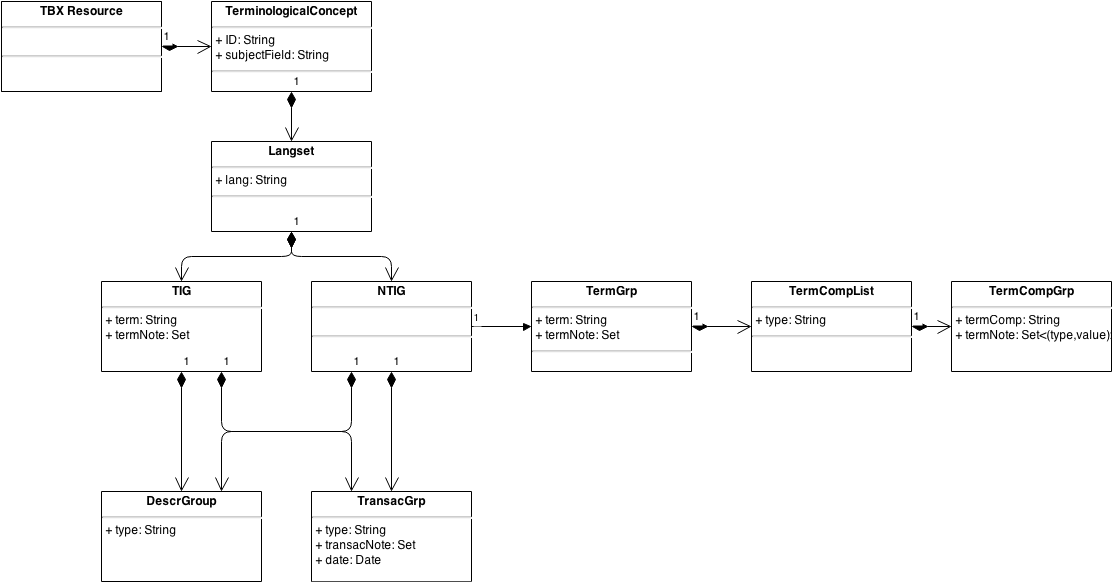 TBX Resource
1
TerminologicalConcept
+ ID: String
+ subjectField: String
1
Langset
+ lang: String
1
TIG
+ term: String
+ termNote: Set
1 1
NTIG
1
1 1
TermGrp
+ term: String
+ termNote: Set
1
TermCompList
+ type: String
1
TermCompGrp
+ termComp: String
+ termNote: Set<(type,value)
DescrGroup
+ type: String
TransacGrp
+ type: String
+ transacNote: Set
+ date: Date